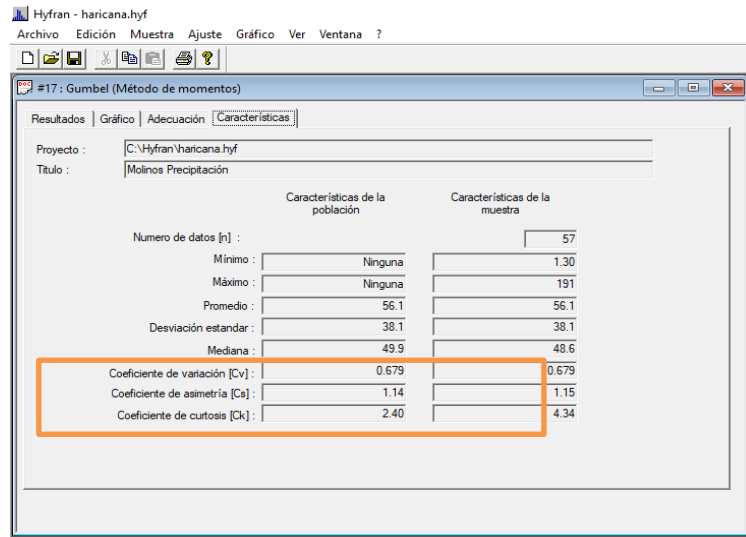 Hyfran - haricana.hyf
Archivo Edición Muestra Ajuste Gráfico Ver Ventana ?
#17 : Gumbel (Método de momentos)
Resultados Gráfico Adecuación Características
Proyecto : C:\Hyfran\haricana.hyf
Titulo : Molinos Precipitación
Características de la población Características de la muestra
Numero de datos [n] : 57
Mínimo : Ninguna 1.30
Máximo : Ninguna 191
Promedio : 56.1 56.1
Desviación estandar : 38.1 38.1
Mediana : 49.9 48.6
Coeficiente de variación [Cv] : 0.679 0.679
Coeficiente de asimetría [Cs] : 1.14 1.15
Coeficiente de curtosis [Ck] : 2.40 4.34